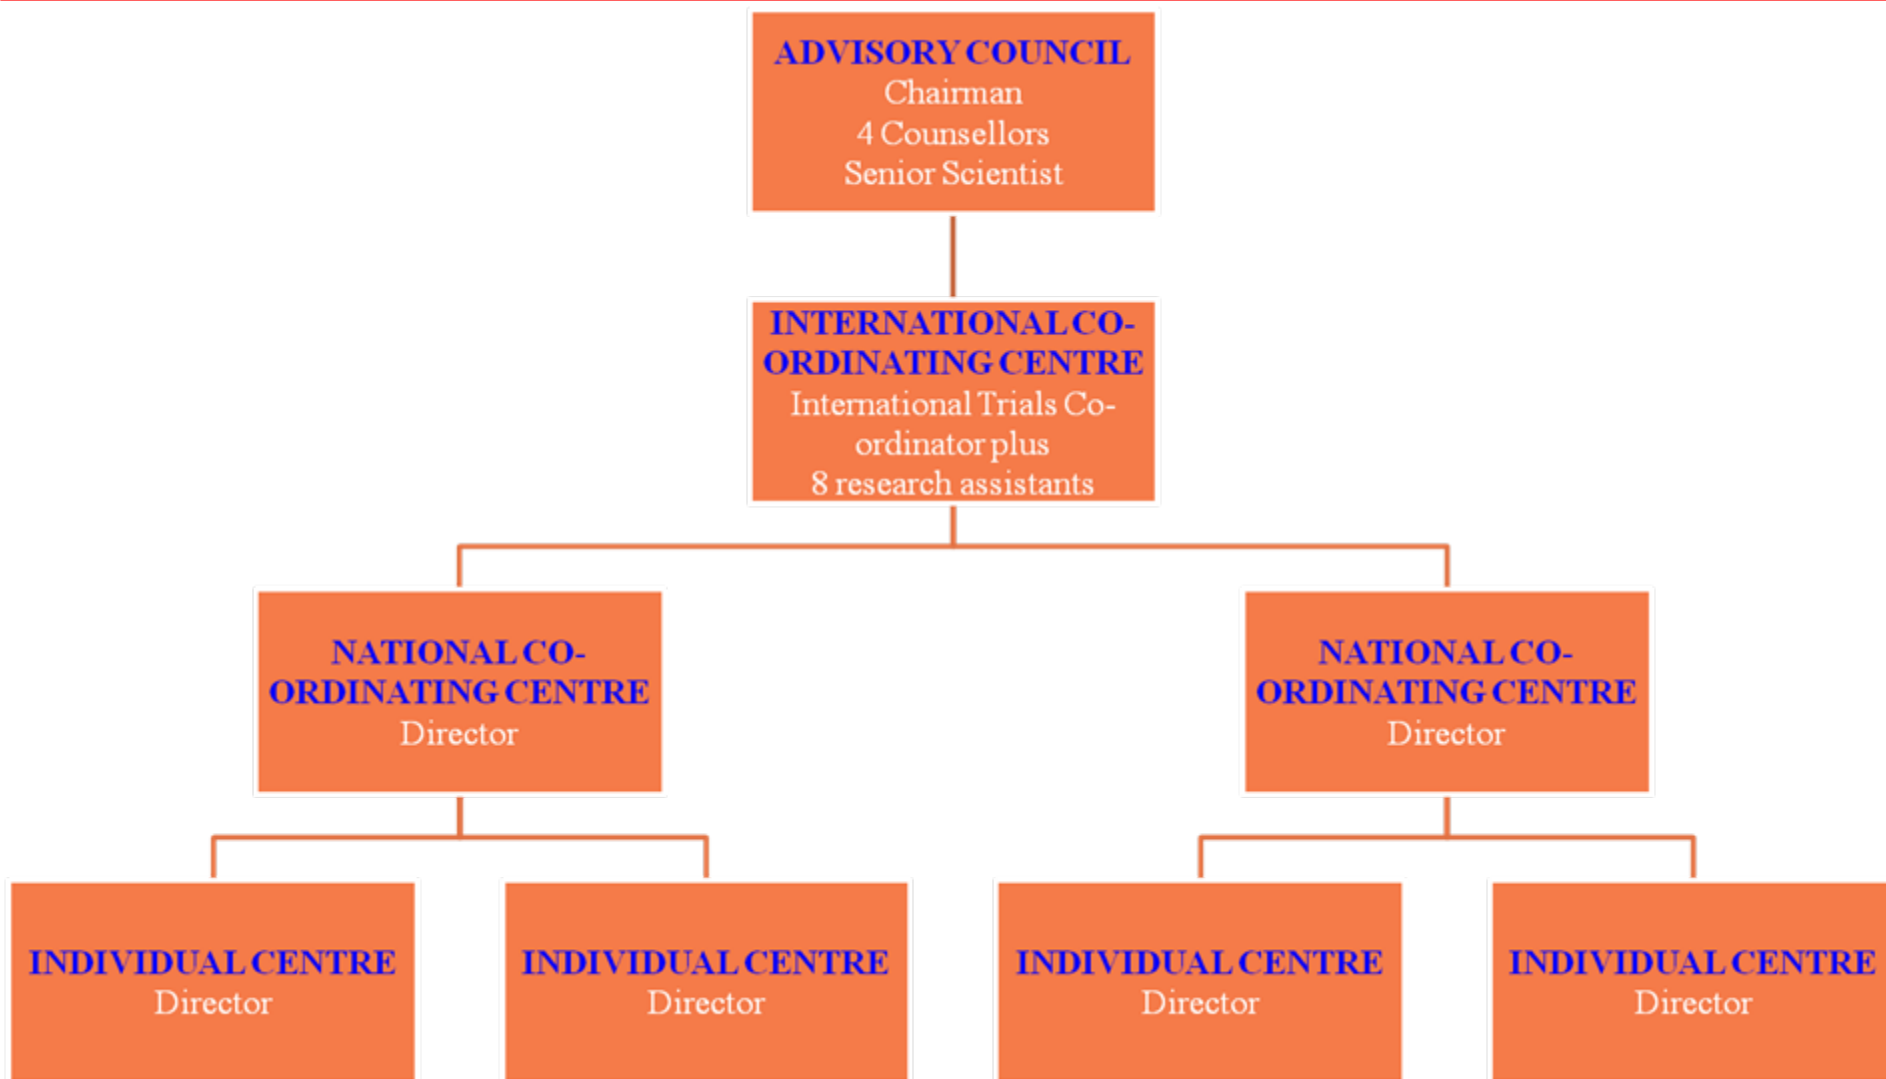 ADVISORY COUNCIL
Chairman
4 Counsellors
Senior Scientist
INTERNATIONAL CO-
ORDINATING CENTRE
International Trials Co-
ordinator plus
8 research assistants
NATIONAL CO-
ORDINATING CENTRE
Director
NATIONAL CO-
ORDINATING CENTRE
Director
INDIVIDUAL CENTRE
Director
INDIVIDUAL CENTRE
Director
INDIVIDUAL CENTRE
Director
INDIVIDUAL CENTRE
Director